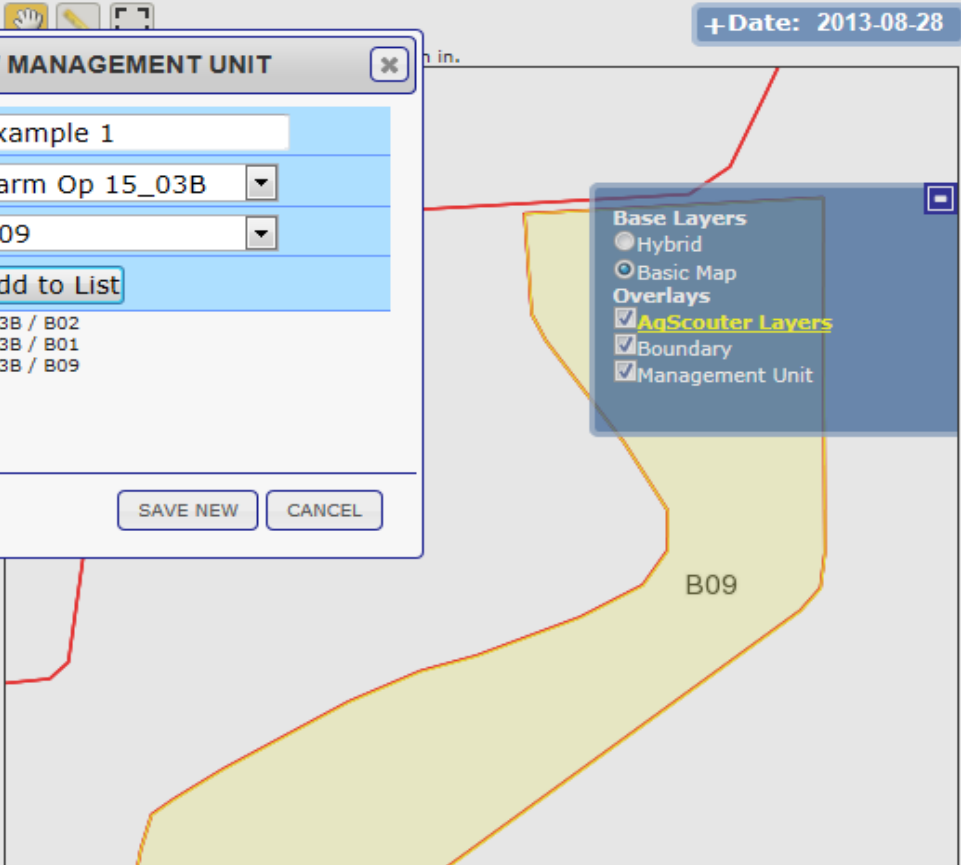 +Date: 2013-08-28
n in.
MANAGEMENT UNIT
xample 1
arm Op 15_03B
09
dd to List
3B / B02
3B / B01
3B / B09
SAVE NEW
CANCEL
Base Layers
Hybrid
Basic Map
Overlays
AgScouter Layers
Boundary
Management Unit
B09